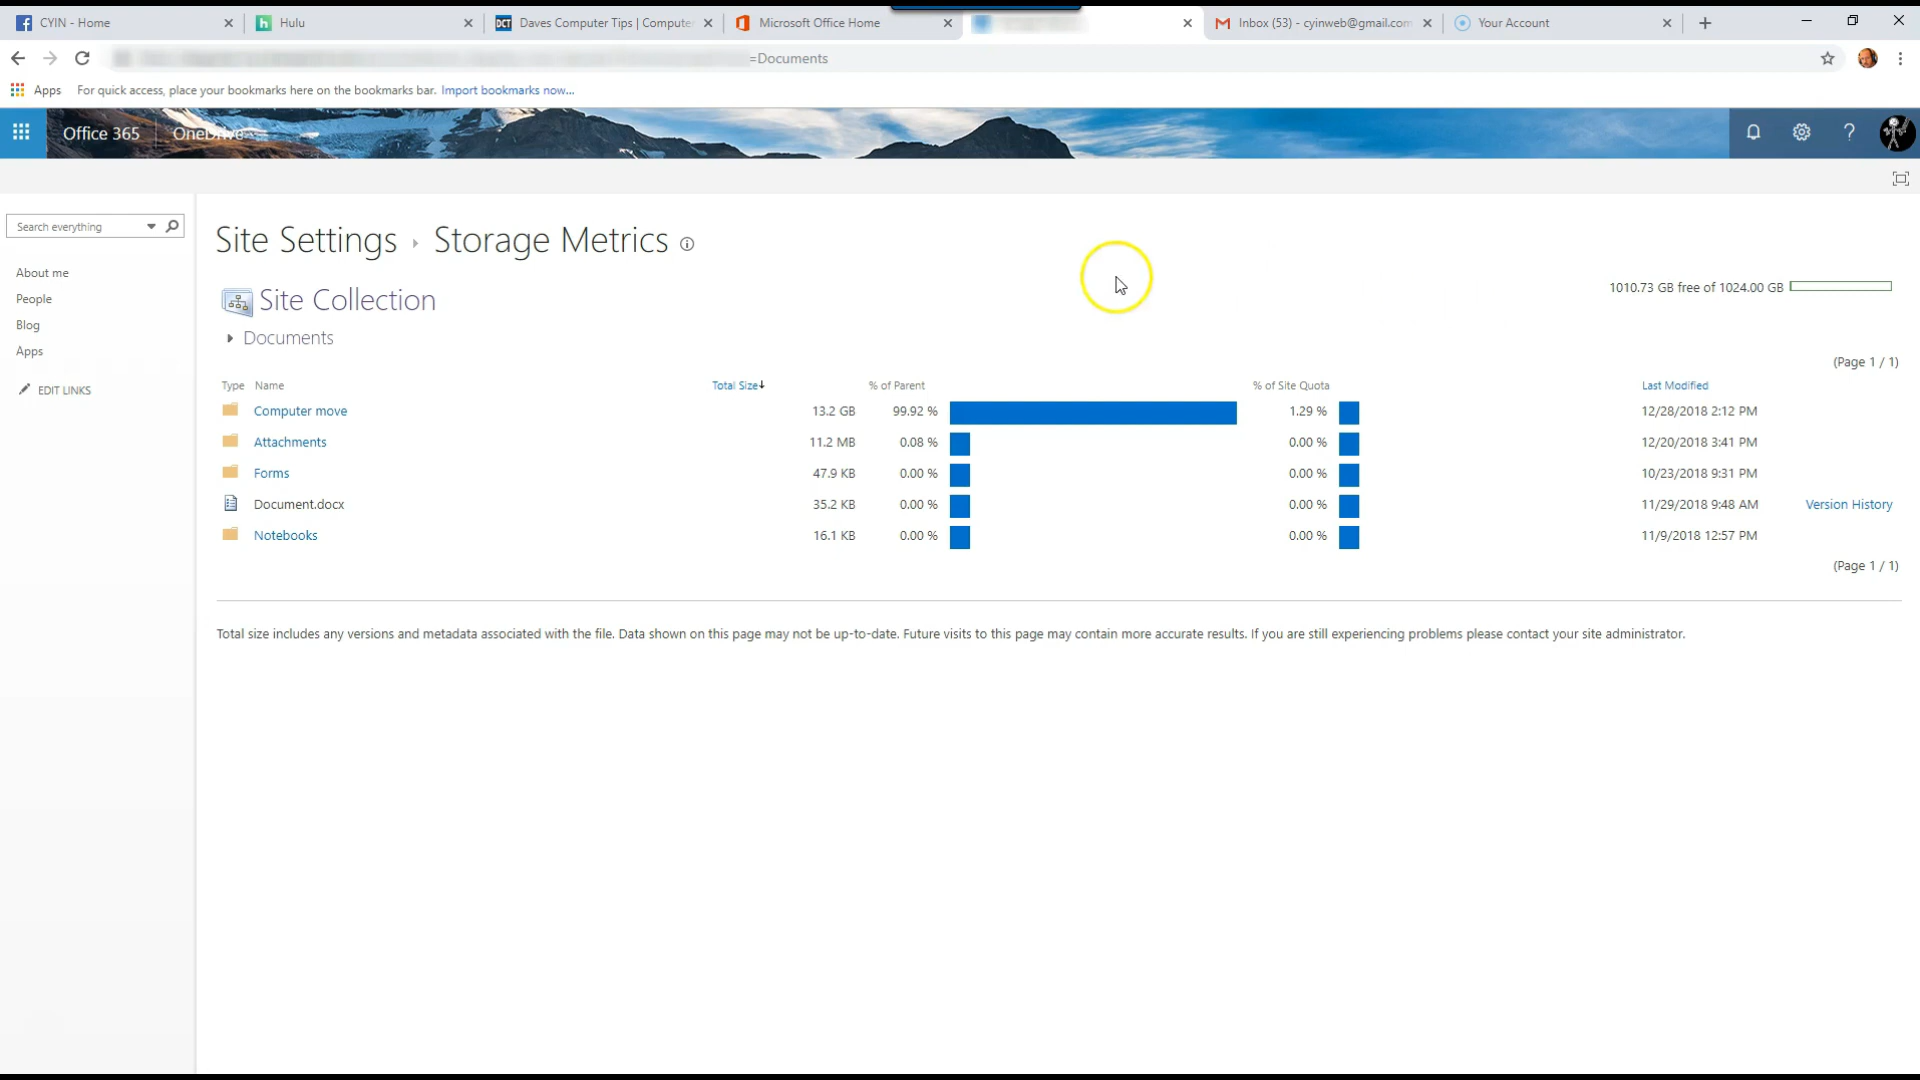 CYIN - Home
Hulu
Daves Computer Tips | Compute
Microsoft Office Home
Inbox (53) - cyinweb@gmail.com
Your Account
=Documents
Apps For quick access, place your bookmarks here on the bookmarks bar. Import bookmarks now...
Office 365 OneDrive
Search everything
About me
People
Blog
Apps
EDIT LINKS
Site Settings Storage Metrics
Site Collection
1010.73 GB free of 1024.00 GB
Documents
(Page 1 / 1)
Type Name Total Size % of Parent % of Site Quota Last Modified
Computer move 13.2 GB 99.92 % 1.29 % 12/28/2018 2:12 PM
Attachments 11.2 MB 0.08 % 0.00 % 12/20/2018 3:41 PM
Forms 47.9 KB 0.00 % 0.00 % 10/23/2018 9:31 PM
Document.docx 35.2 KB 0.00 % 0.00 % 11/29/2018 9:48 AM Version History
Notebooks 16.1 KB 0.00 % 0.00 % 11/9/2018 12:57 PM
(Page 1 / 1)
Total size includes any versions and metadata associated with the file. Data shown on this page may not be up-to-date. Future visits to this page may contain more accurate results. If you are still experiencing problems please contact your site administrator.